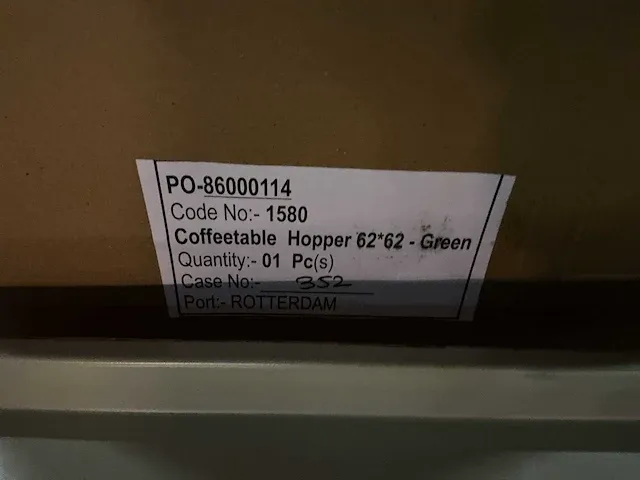 PO-86000114
Code No:- 1580
Coffeetable Hopper 62*62 - Green
Quantity:- 01 Pc(s)
Case No:- 352
Port:- ROTTERDAM